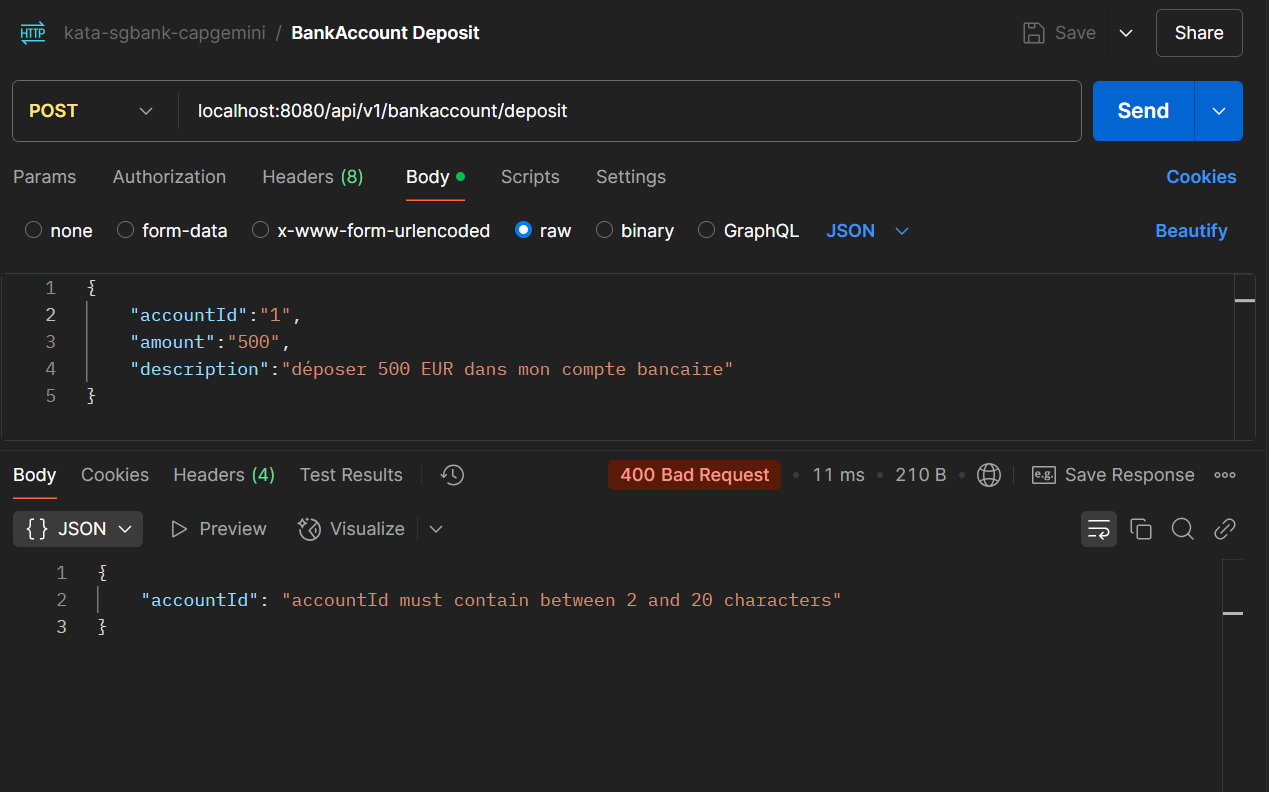 HTTP kata-sgbank-capgemini / BankAccount Deposit Save Share
POST localhost:8080/api/v1/bankaccount/deposit Send
Params Authorization Headers (8) Body Scripts Settings Cookies
none form-data x-www-form-urlencoded raw binary GraphQL JSON Beautify
1 {
2 "accountId":"1",
3 "amount":"500",
4 "description":"déposer 500 EUR dans mon compte bancaire"
5 }
Body Cookies Headers (4) Test Results 400 Bad Request • 11 ms • 210 B • e.g. Save Response
{} JSON Preview Visualize
1 {
2 "accountId": "accountId must contain between 2 and 20 characters"
3 }